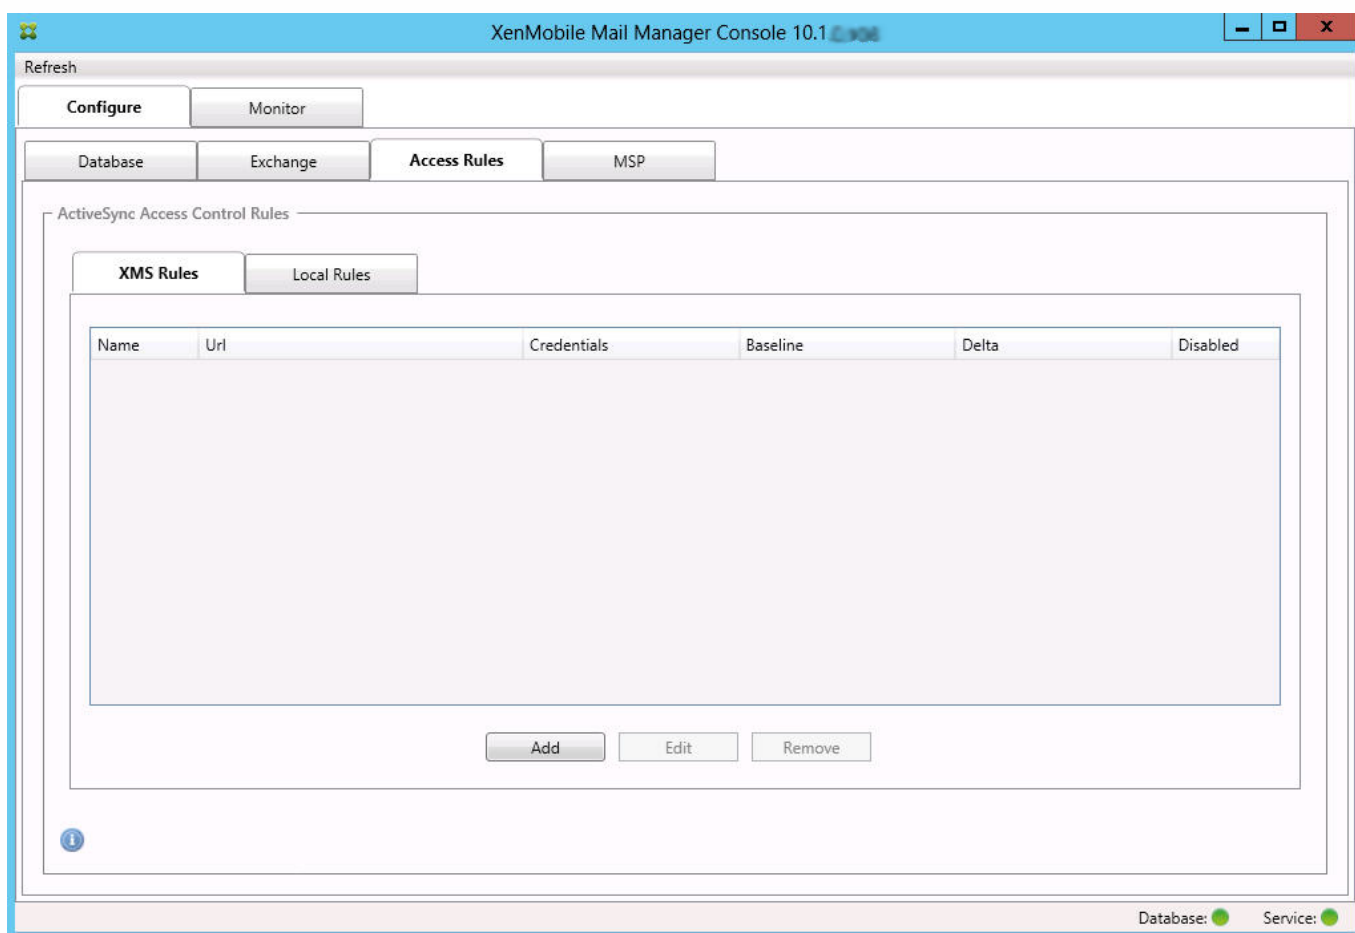 XenMobile Mail Manager Console 10.1
Refresh
Configure Monitor
Database Exchange Access Rules MSP
ActiveSync Access Control Rules
XMS Rules Local Rules
Name Url Credentials Baseline Delta Disabled
Add Edit Remove
Database: Service: